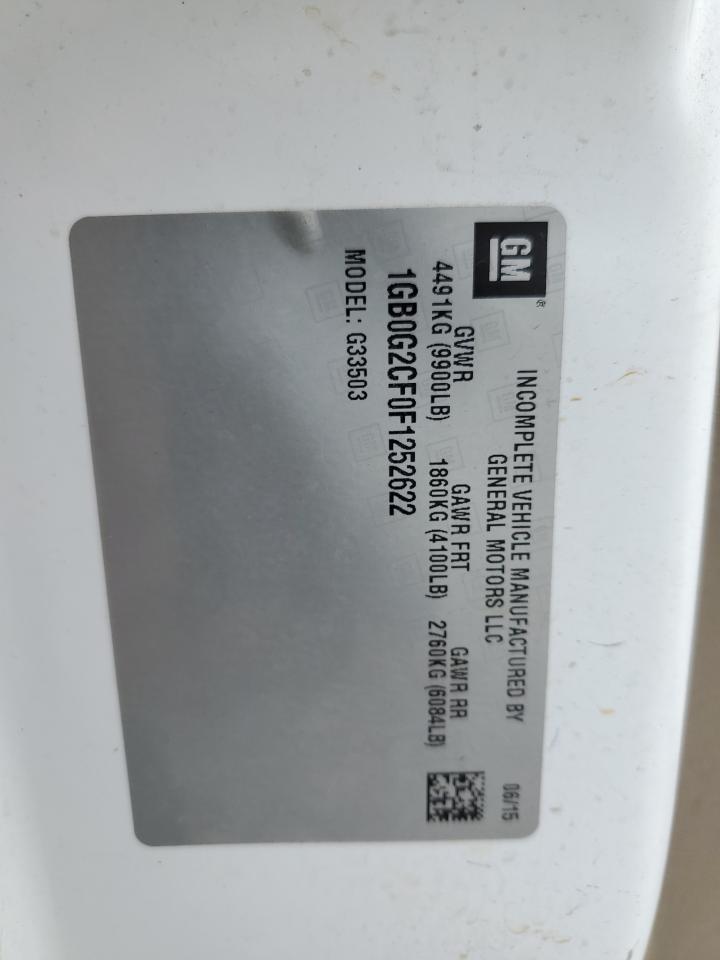 GM
®
INCOMPLETE VEHICLE MANUFACTURED BY
GENERAL MOTORS LLC
06/15
GVWR GAWR FRT GAWR RR
4491KG (9900LB) 1860KG (4100LB) 2760KG (6084LB)
1GB0G2CF0F1252622
MODEL: G33503